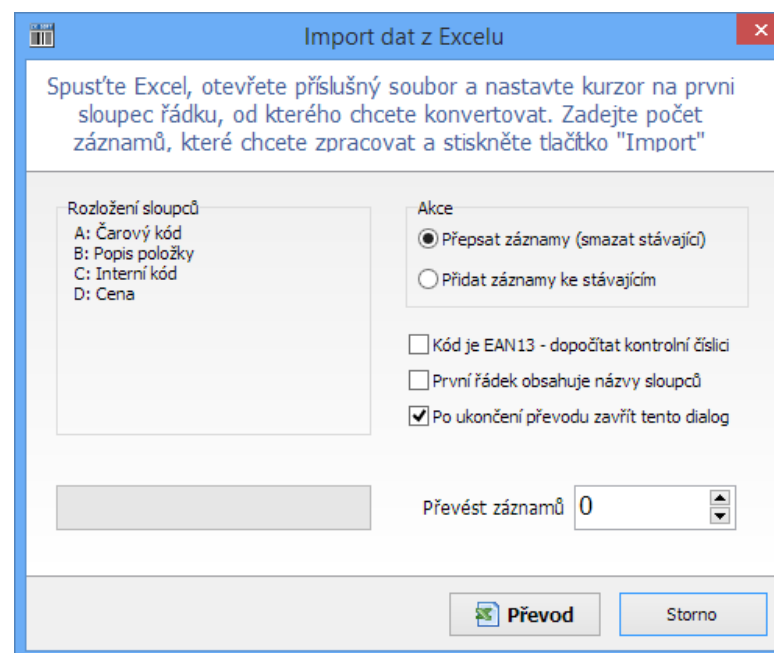 Import dat z Excelu
Spusťte Excel, otevřete příslušný soubor a nastavte kurzor na prvni
sloupec řádku, od kterého chcete konvertovat. Zadejte počet
záznamů, které chcete zpracovat a stiskněte tlačítko "Import"
Rozložení sloupců
A: Čarový kód
B: Popis položky
C: Interní kód
D: Cena
Akce
Přepsat záznamy (smazat stávající)
Přidat záznamy ke stávajícím
Kód je EAN13 - dopočítat kontrolní číslici
První řádek obsahuje názvy sloupců
Po ukončení převodu zavřít tento dialog
Převést záznamů 0
Převod
Storno